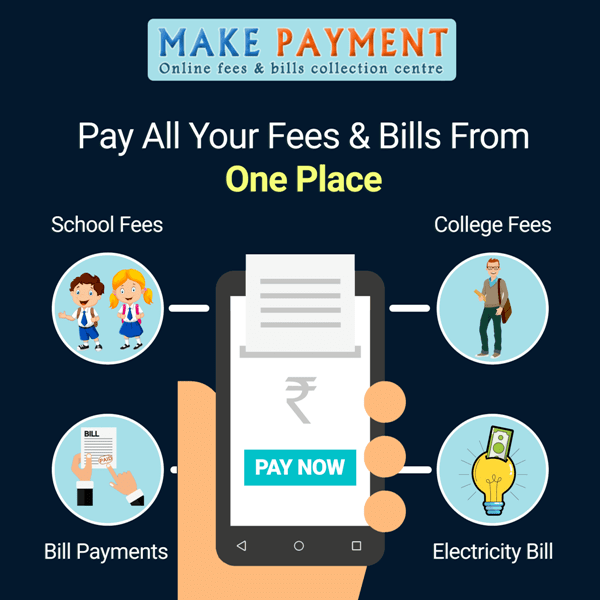 MAKE PAYMENT
Online fees & bills collection centre
Pay All Your Fees & Bills From
One Place
School Fees
College Fees
₹
BILL
PAID
PAY NOW
Bill Payments
Electricity Bill